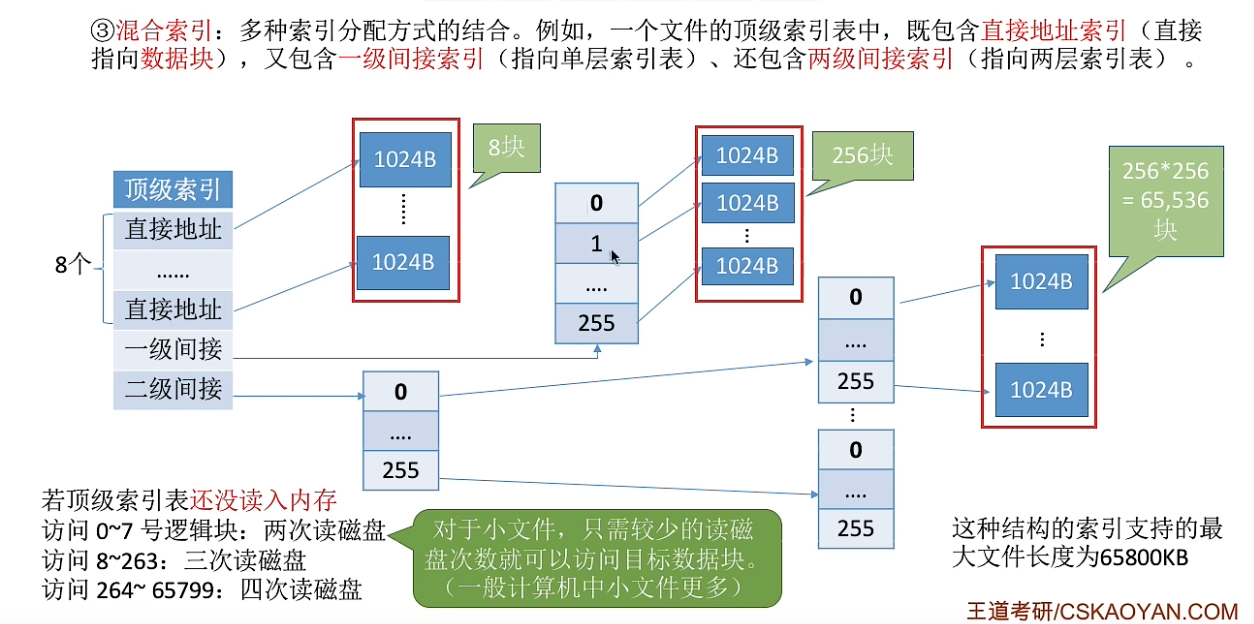 ③混合索引：多种索引分配方式的结合。例如，一个文件的顶级索引表中，既包含直接地址索引（直接
指向数据块），又包含一级间接索引（指向单层索引表）、还包含两级间接索引（指向两层索引表）。
顶级索引
直接地址
......
直接地址
一级间接
二级间接
8个
1024B
1024B
8块
0
1
....
255
1024B
1024B
1024B
256块
0
....
255
0
....
255
0
....
255
1024B
1024B
256*256
= 65,536
块
若顶级索引表还没读入内存
访问 0~7 号逻辑块：两次读磁盘
访问 8~263：三次读磁盘
访问 264~ 65799：四次读磁盘
对于小文件，只需较少的读磁
盘次数就可以访问目标数据块。
（一般计算机中小文件更多）
这种结构的索引支持的最
大文件长度为65800KB
王道考研/CSKAOYAN.COM